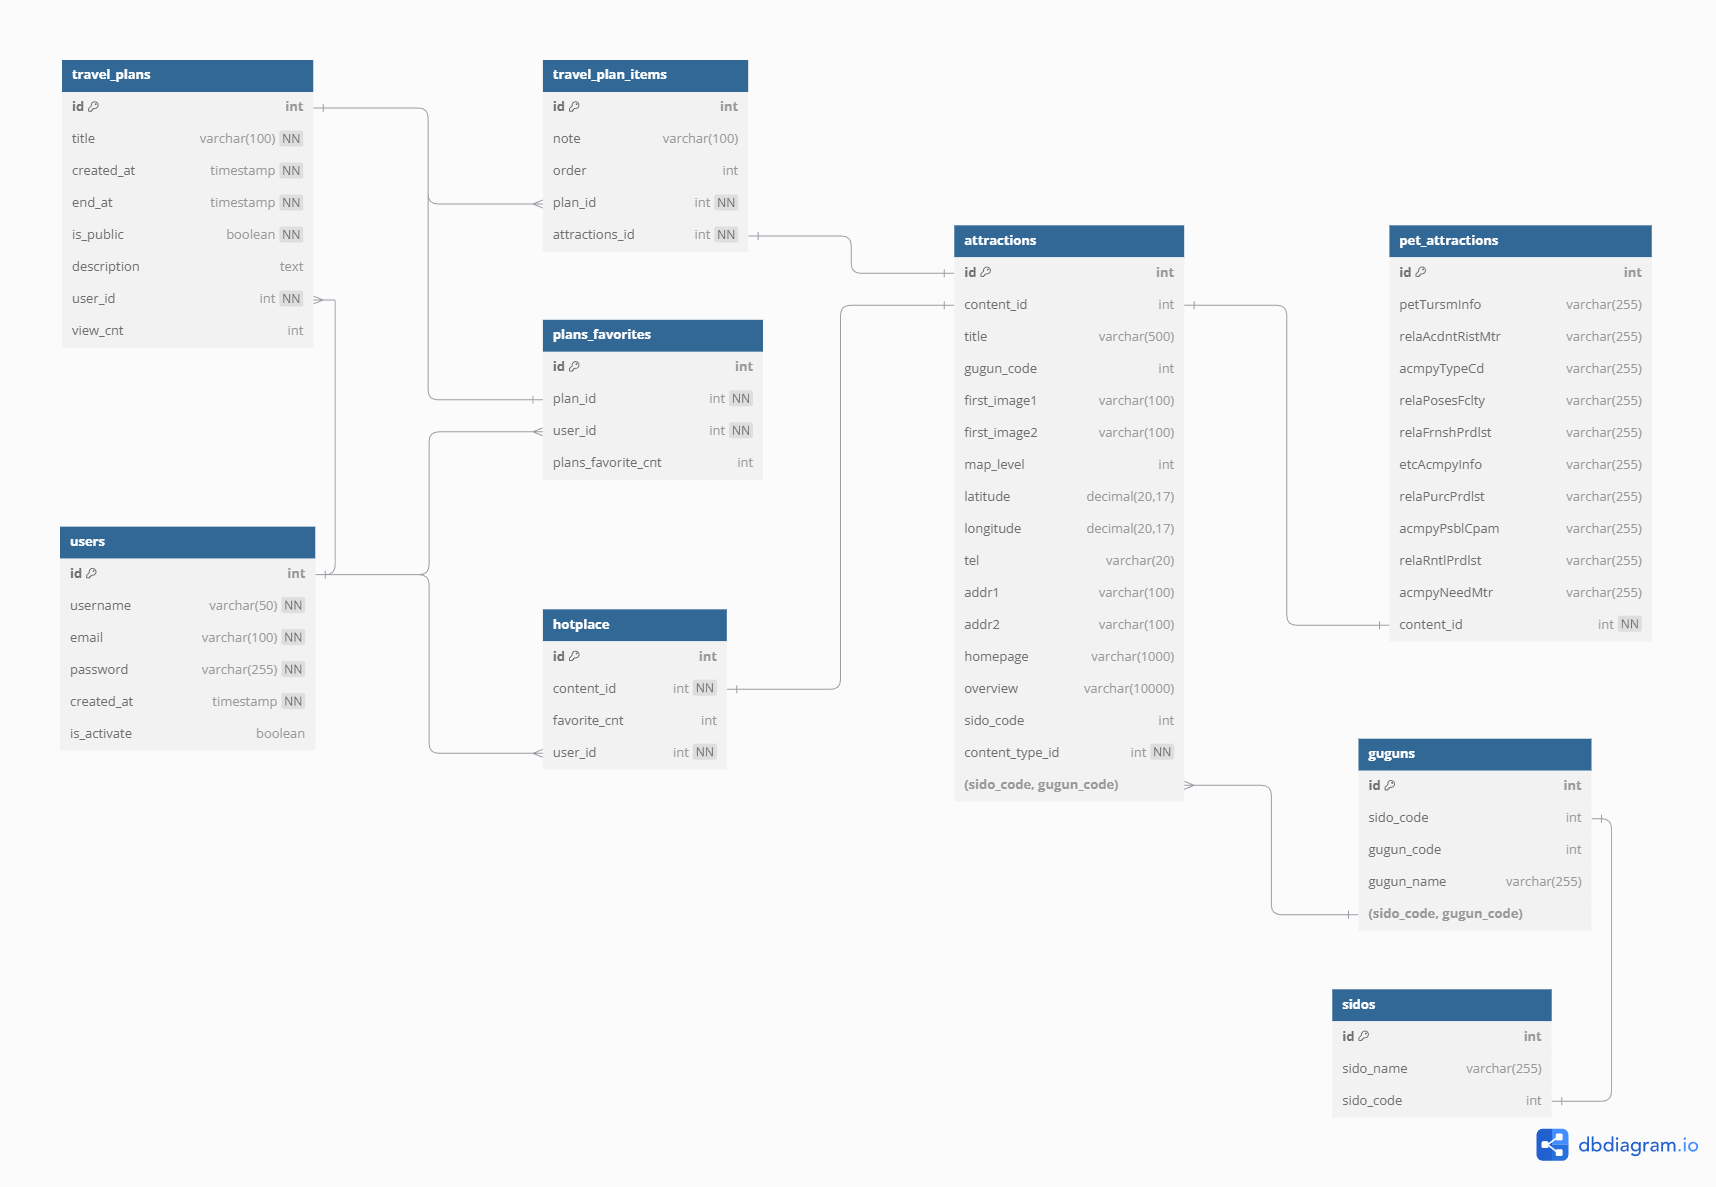 travel_plans
id int
title varchar(100) NN
created_at timestamp NN
end_at timestamp NN
is_public boolean NN
description text
user_id int NN
view_cnt int
travel_plan_items
id int
note varchar(100)
order int
plan_id int NN
attractions_id int NN
plans_favorites
id int
plan_id int NN
user_id int NN
plans_favorite_cnt int
users
id int
username varchar(50) NN
email varchar(100) NN
password varchar(255) NN
created_at timestamp NN
is_activate boolean
hotplace
id int
content_id int NN
favorite_cnt int
user_id int NN
attractions
id int
content_id int
title varchar(500)
gugun_code int
first_image1 varchar(100)
first_image2 varchar(100)
map_level int
latitude decimal(20,17)
longitude decimal(20,17)
tel varchar(20)
addr1 varchar(100)
addr2 varchar(100)
homepage varchar(1000)
overview varchar(10000)
sido_code int
content_type_id int NN
(sido_code, gugun_code)
pet_attractions
id int
petTursmInfo varchar(255)
relaAcdntRistMtr varchar(255)
acmpyTypeCd varchar(255)
relaPosesFclty varchar(255)
relaFrnshPrdlst varchar(255)
etcAcmpyInfo varchar(255)
relaPurcPrdlst varchar(255)
acmpyPsblCpam varchar(255)
relaRntlPrdlst varchar(255)
acmpyNeedMtr varchar(255)
content_id int NN
guguns
id int
sido_code int
gugun_code int
gugun_name varchar(255)
(sido_code, gugun_code)
sidos
id int
sido_name varchar(255)
sido_code int
dbdiagram.io